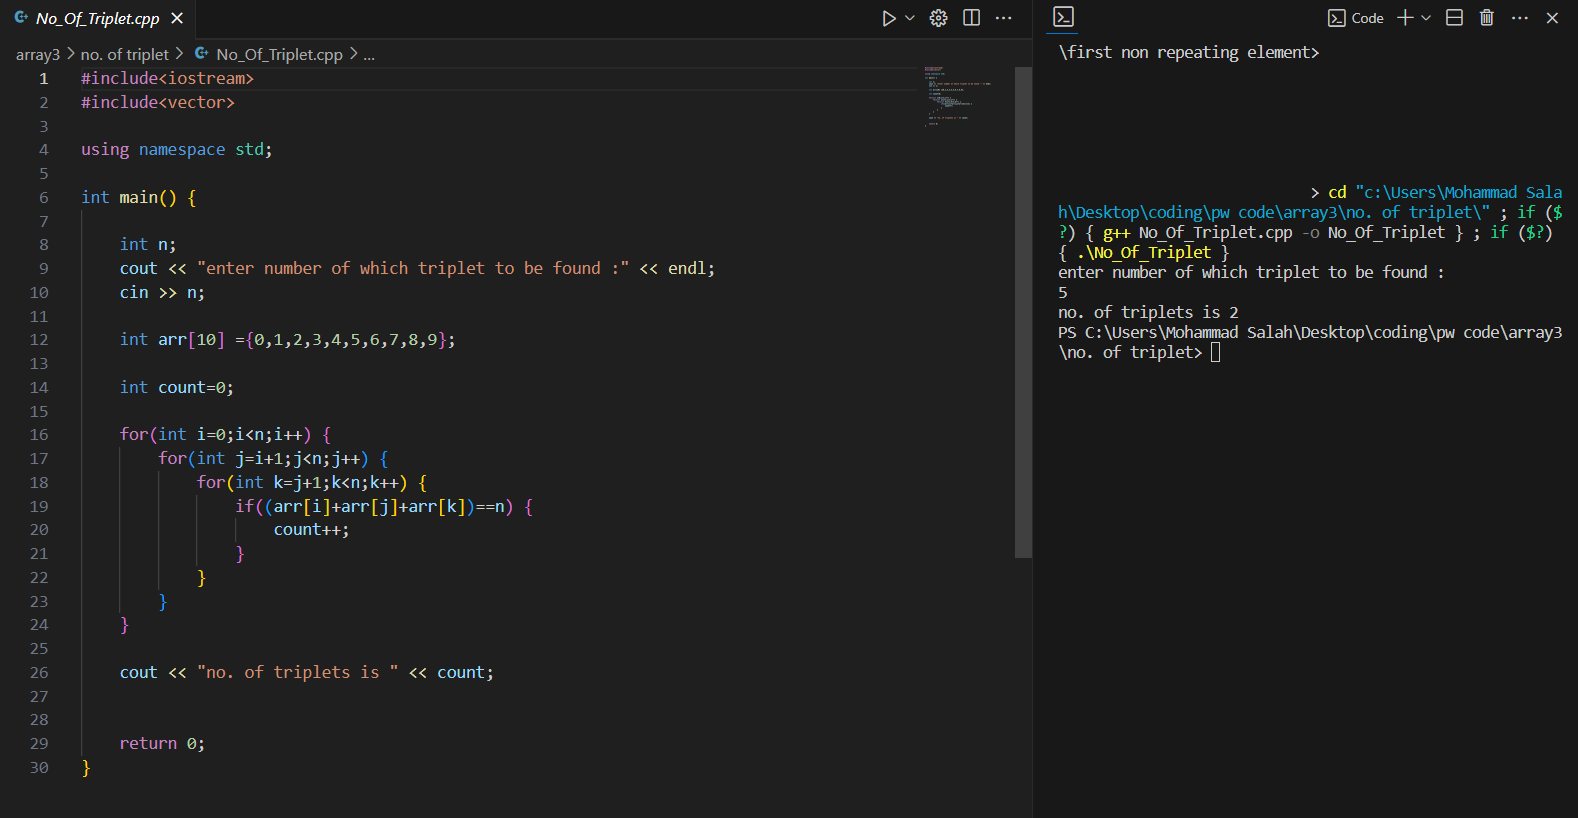 No_Of_Triplet.cpp
array3 > no. of triplet > No_Of_Triplet.cpp > ...
1 #include<iostream>
2 #include<vector>
3
4 using namespace std;
5
6 int main() {
7
8 int n;
9 cout << "enter number of which triplet to be found :" << endl;
10 cin >> n;
11
12 int arr[10] ={0,1,2,3,4,5,6,7,8,9};
13
14 int count=0;
15
16 for(int i=0;i<n;i++) {
17 for(int j=i+1;j<n;j++) {
18 for(int k=j+1;k<n;k++) {
19 if((arr[i]+arr[j]+arr[k])==n) {
20 count++;
21 }
22 }
23 }
24 }
25
26 cout << "no. of triplets is " << count;
27
28
29 return 0;
30 }
Code
\first non repeating element>
> cd "c:\Users\Mohammad Sala
h\Desktop\coding\pw code\array3\no. of triplet\" ; if ($
?) { g++ No_Of_Triplet.cpp -o No_Of_Triplet } ; if ($?)
{ .\No_Of_Triplet }
enter number of which triplet to be found :
5
no. of triplets is 2
PS C:\Users\Mohammad Salah\Desktop\coding\pw code\array3
\no. of triplet>